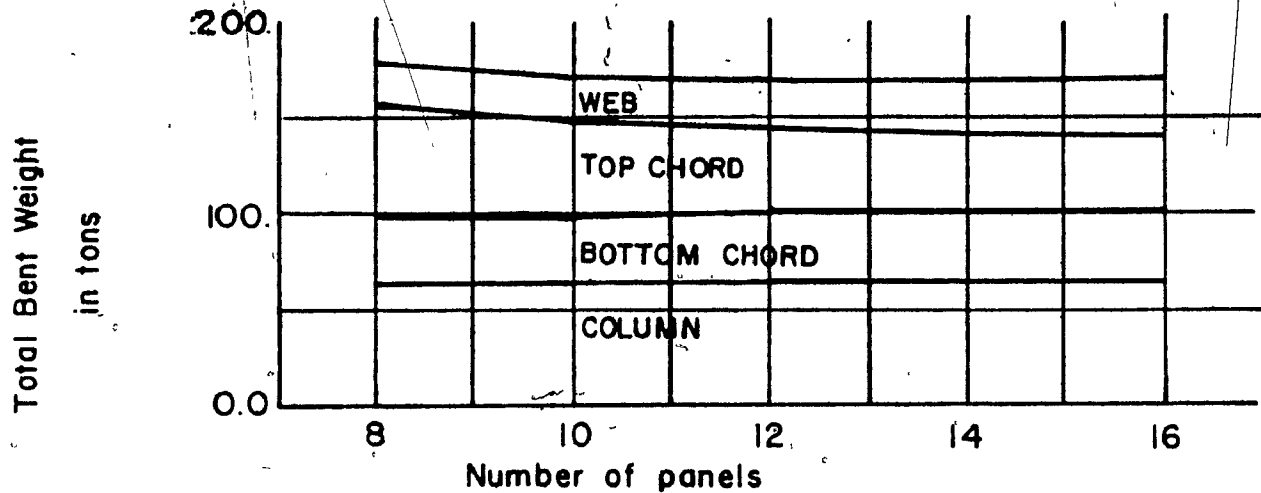 200.
WEB
TOP CHORD
100.
BOTTOM CHORD
COLUMN
0.0
8 10 12 14 16
Number of panels
Total Bent Weight
in tons